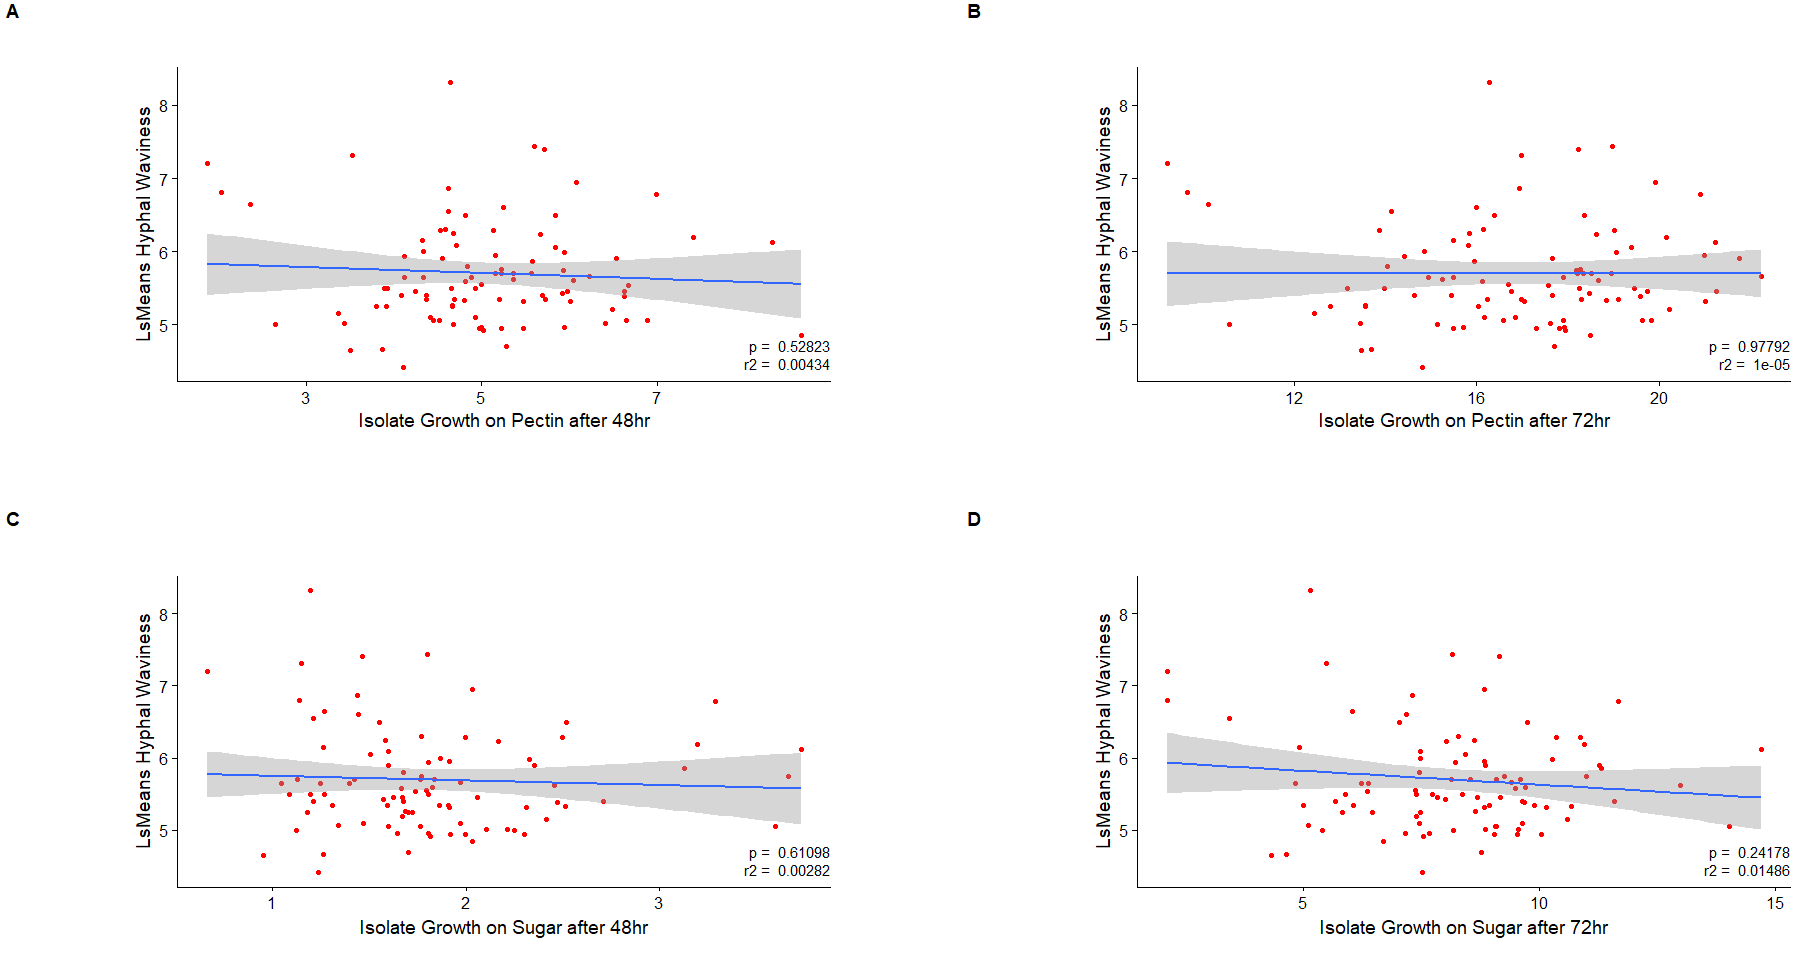 A
B
LsMeans Hyphal Waviness
8
7
6
5
p = 0.52823
r2 = 0.00434
3
5
7
Isolate Growth on Pectin after 48hr
LsMeans Hyphal Waviness
8
7
6
5
p = 0.97792
r2 = 1e-05
12
16
20
Isolate Growth on Pectin after 72hr
C
D
LsMeans Hyphal Waviness
8
7
6
5
p = 0.61098
r2 = 0.00282
1
2
3
Isolate Growth on Sugar after 48hr
LsMeans Hyphal Waviness
8
7
6
5
p = 0.24178
r2 = 0.01486
5
10
15
Isolate Growth on Sugar after 72hr